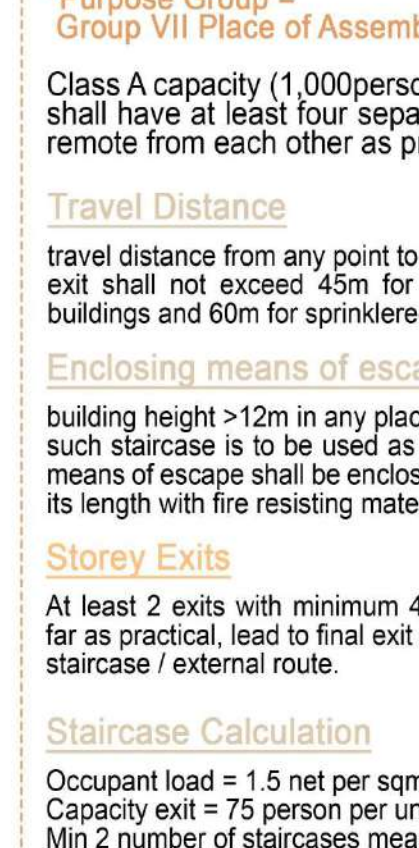 Purpose Group =
Group VII Place of Assemb
Class A capacity (1,000perso
shall have at least four sepa
remote from each other as p
Travel Distance
travel distance from any point to
exit shall not exceed 45m for
buildings and 60m for sprinklere
Enclosing means of esca
building height >12m in any plac
such staircase is to be used as
means of escape shall be enclos
its length with fire resisting mate
Storey Exits
At least 2 exits with minimum 4
far as practical, lead to final exit
staircase / external route.
Staircase Calculation
Occupant load = 1.5 net per sqm
Capacity exit = 75 person per un
Min 2 number of staircases mea